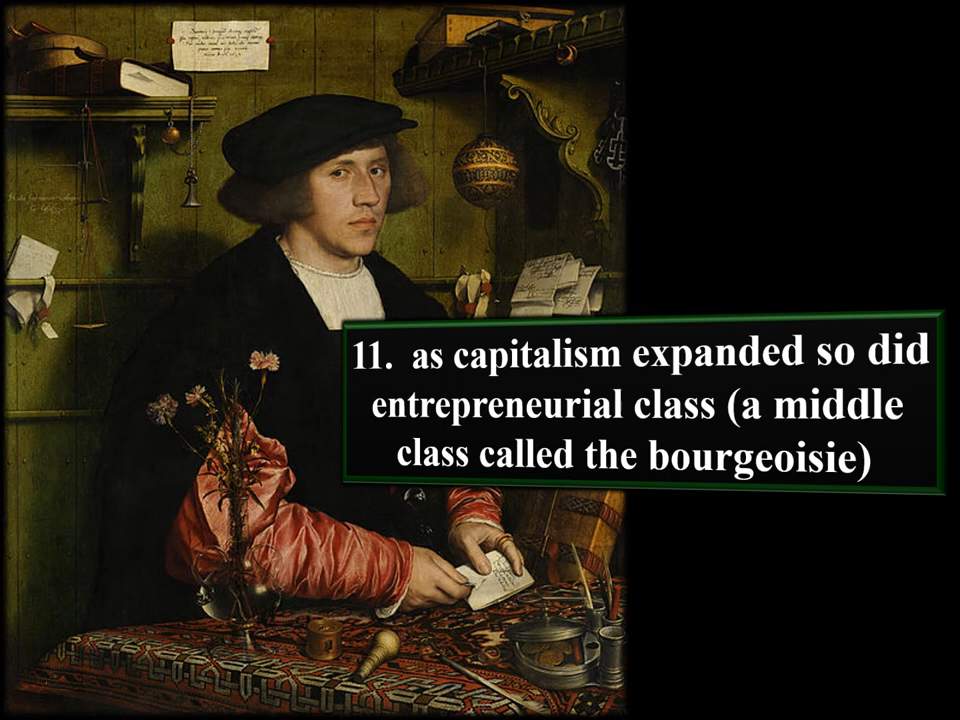 11. as capitalism expanded so did
entrepreneurial class (a middle
class called the bourgeoisie)